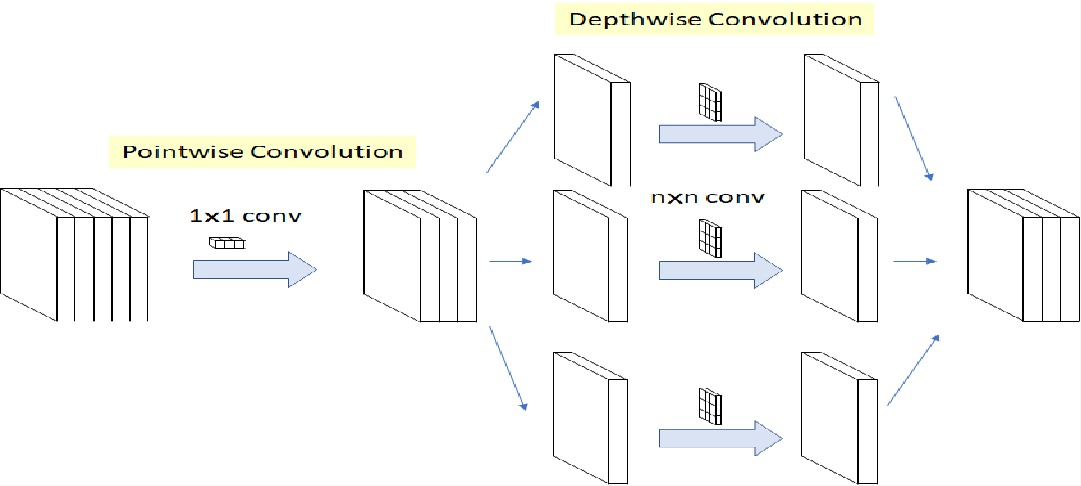 Depthwise Convolution
Pointwise Convolution
1x1 conv
nxn conv